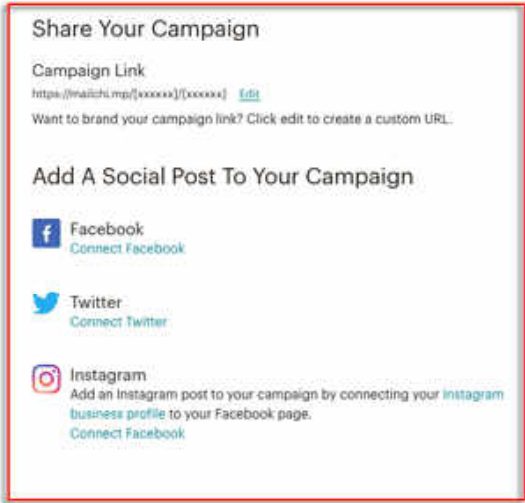 Share Your Campaign
Campaign Link
https://mailchi.mp/[xxxxxx]/[xxxxxx] Edit
Want to brand your campaign link? Click edit to create a custom URL.
Add A Social Post To Your Campaign
Facebook
Connect Facebook
Twitter
Connect Twitter
Instagram
Add an Instagram post to your campaign by connecting your Instagram
business profile to your Facebook page.
Connect Facebook